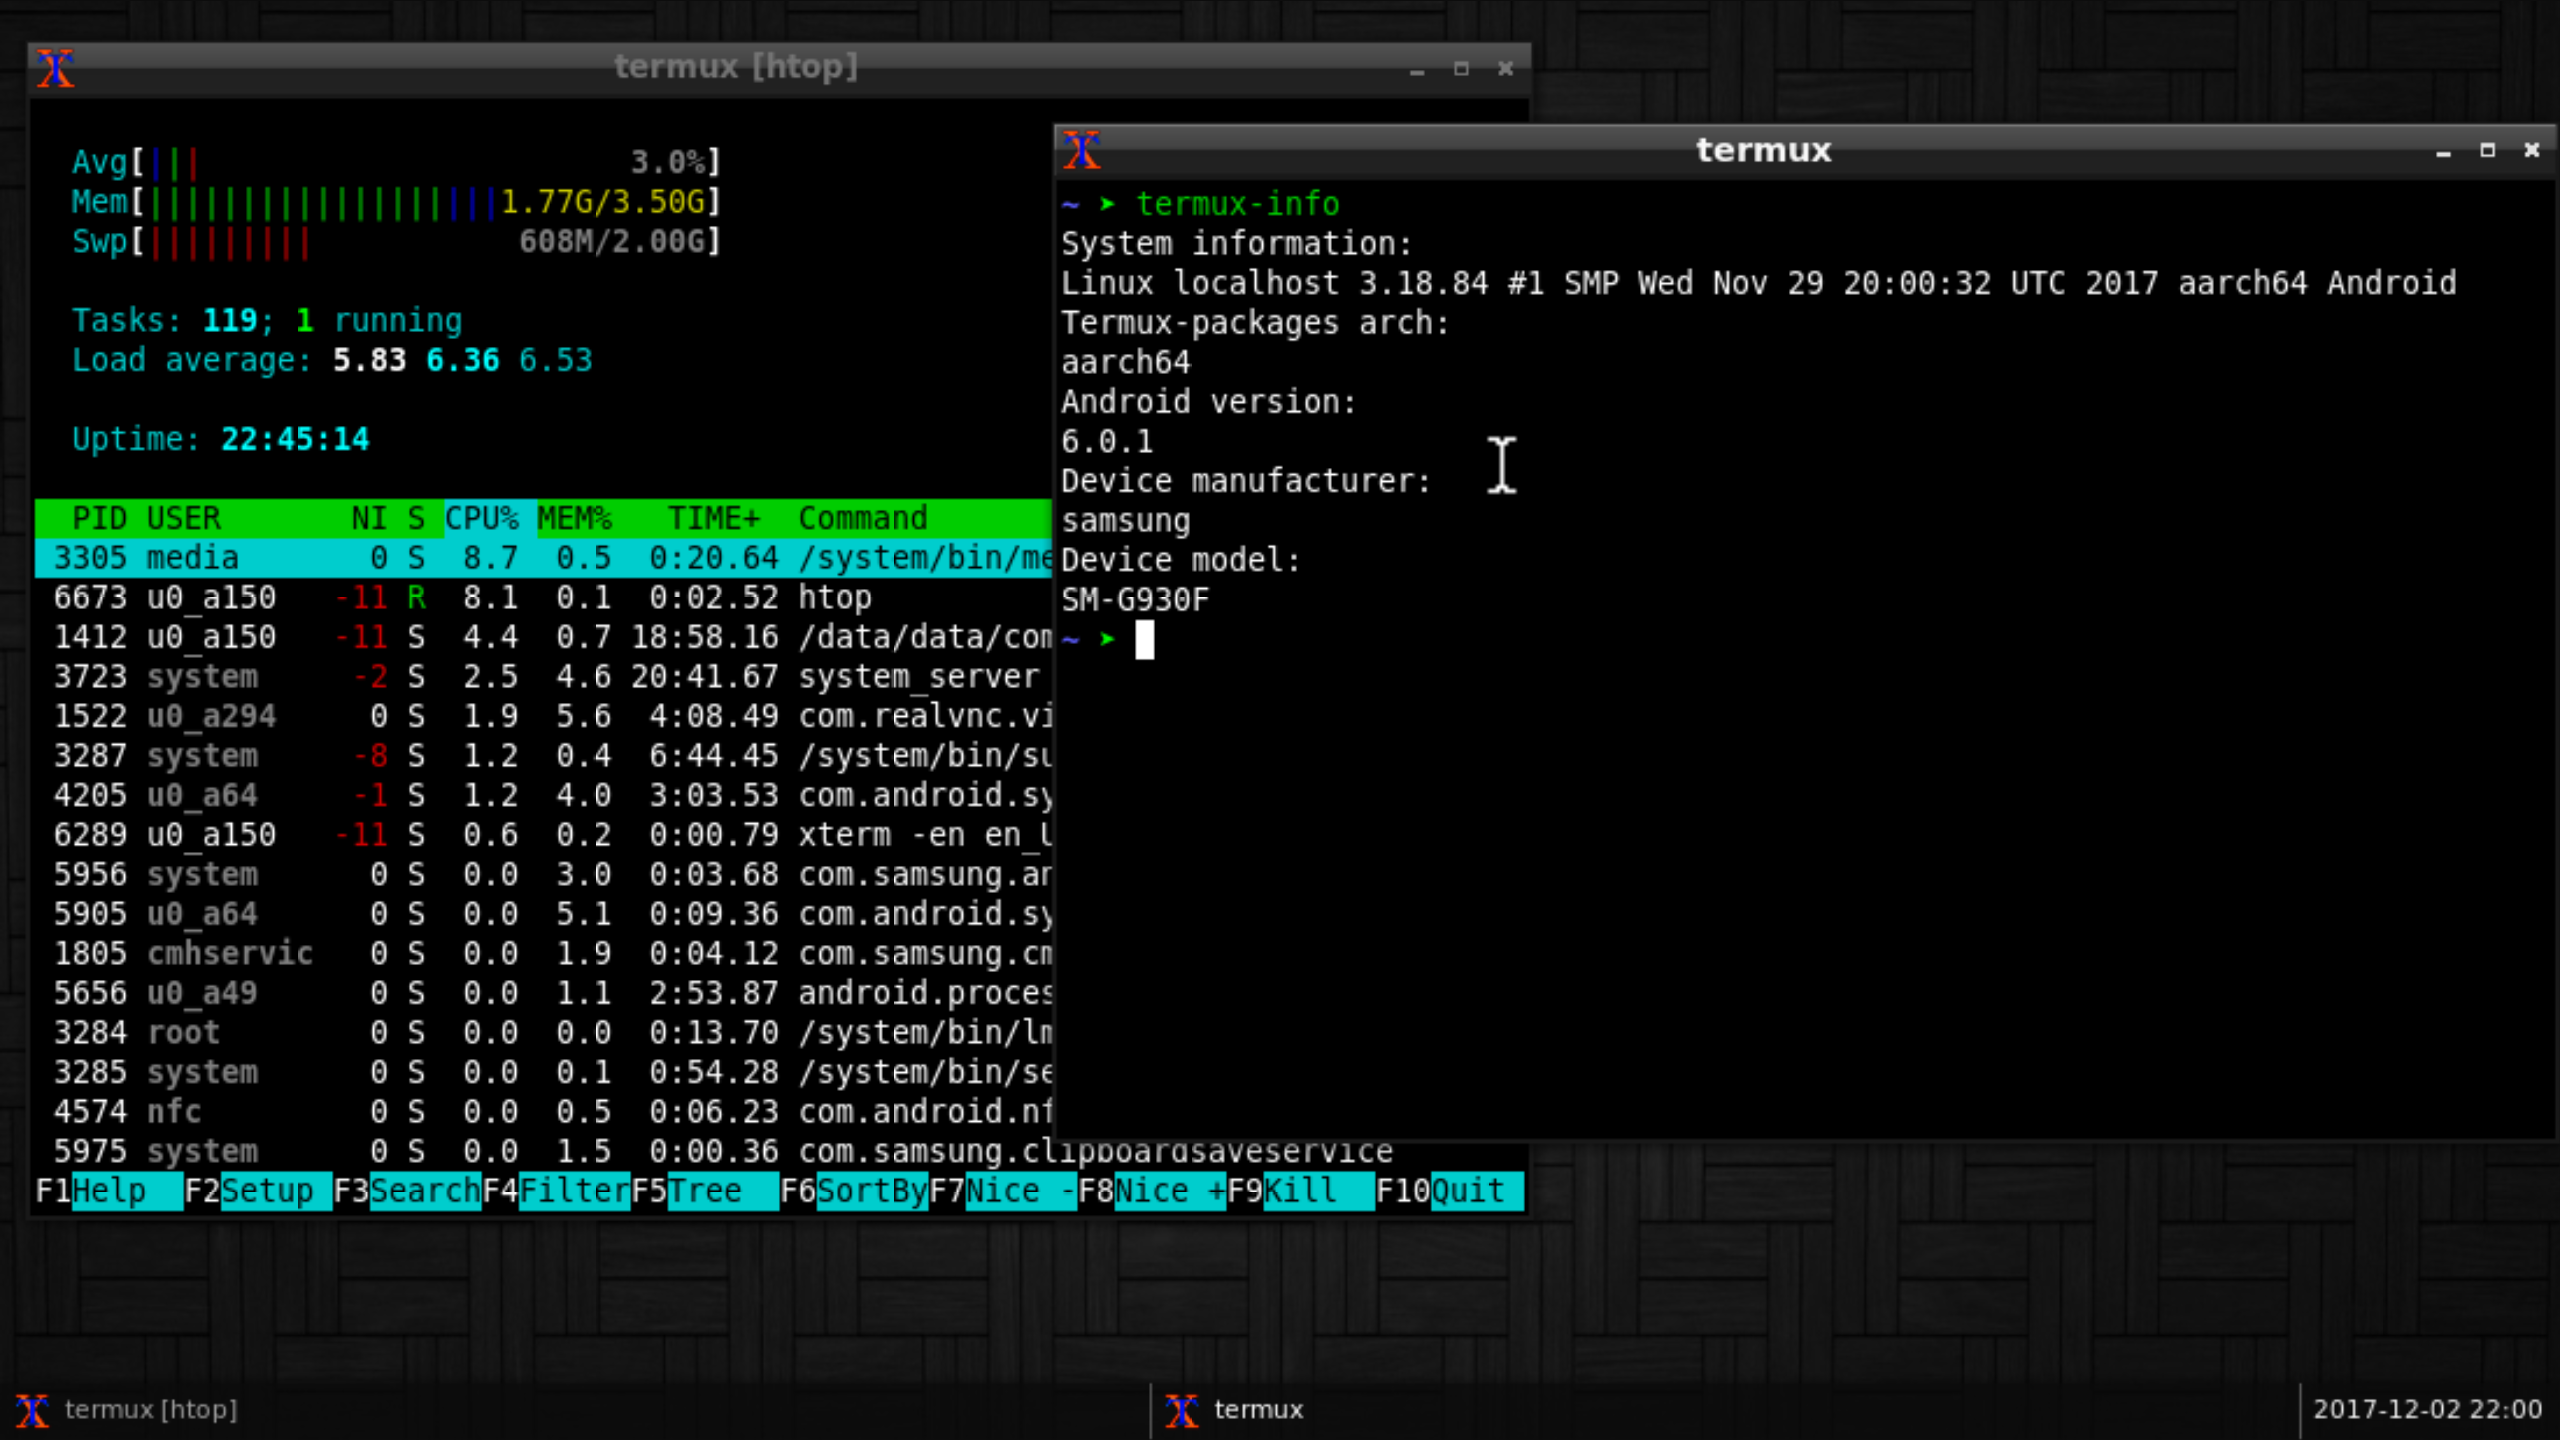 termux [htop]
Avg[||| 3.0%]
Mem[|||||||||||||||||||1.77G/3.50G]
Swp[||||||||| 608M/2.00G]
Tasks: 119; 1 running
Load average: 5.83 6.36 6.53
Uptime: 22:45:14
PID USER NI S CPU% MEM% TIME+ Command
3305 media 0 S 8.7 0.5 0:20.64 /system/bin/me
6673 u0_a150 -11 R 8.1 0.1 0:02.52 htop
1412 u0_a150 -11 S 4.4 0.7 18:58.16 /data/data/com
3723 system -2 S 2.5 4.6 20:41.67 system_server
1522 u0_a294 0 S 1.9 5.6 4:08.49 com.realvnc.vi
3287 system -8 S 1.2 0.4 6:44.45 /system/bin/su
4205 u0_a64 -1 S 1.2 4.0 3:03.53 com.android.sy
6289 u0_a150 -11 S 0.6 0.2 0:00.79 xterm -en en_U
5956 system 0 S 0.0 3.0 0:03.68 com.samsung.an
5905 u0_a64 0 S 0.0 5.1 0:09.36 com.android.sy
1805 cmhservic 0 S 0.0 1.9 0:04.12 com.samsung.cm
5656 u0_a49 0 S 0.0 1.1 2:53.87 android.proces
3284 root 0 S 0.0 0.0 0:13.70 /system/bin/lm
3285 system 0 S 0.0 0.1 0:54.28 /system/bin/se
4574 nfc 0 S 0.0 0.5 0:06.23 com.android.nf
5975 system 0 S 0.0 1.5 0:00.36 com.samsung.clipboardsaveservice
F1Help F2Setup F3SearchF4FilterF5Tree F6SortByF7Nice -F8Nice +F9Kill F10Quit
termux
~ ➤ termux-info
System information:
Linux localhost 3.18.84 #1 SMP Wed Nov 29 20:00:32 UTC 2017 aarch64 Android
Termux-packages arch:
aarch64
Android version:
6.0.1
Device manufacturer:
samsung
Device model:
SM-G930F
~ ➤
termux [htop]
termux
2017-12-02 22:00